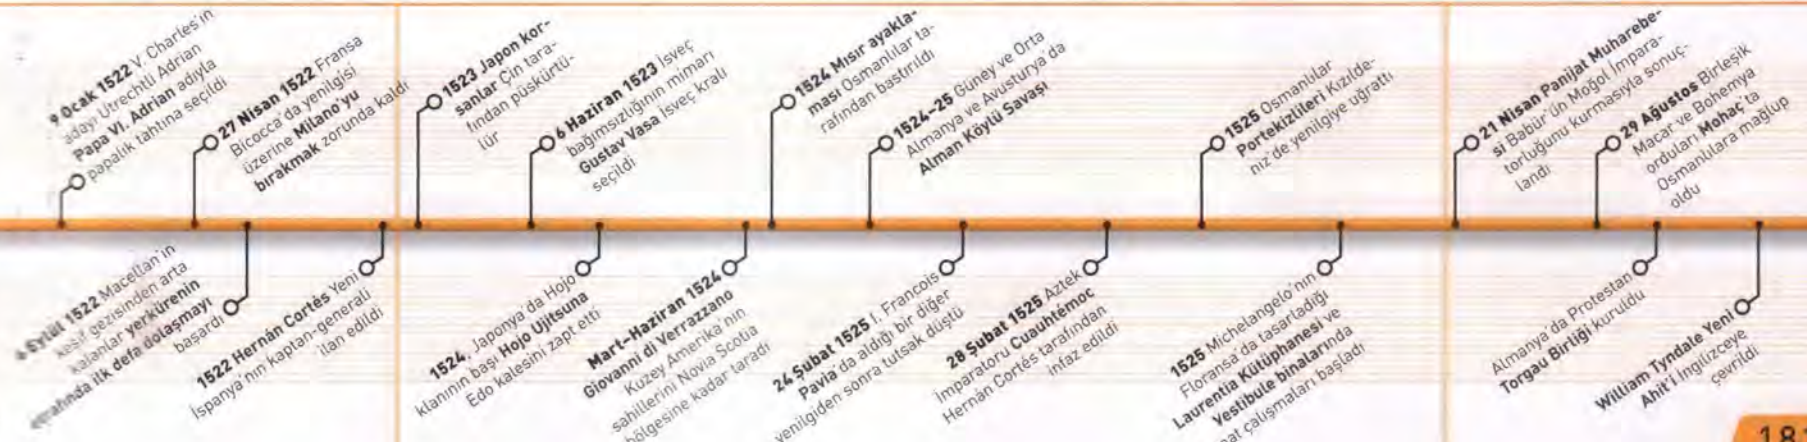 9 Ocak 1522 V. Charles'ın
adayı Utrechtli Adrian
Papa VI. Adrian adıyla
papalık tahtına seçildi
27 Nisan 1522 Fransa
Bicocca'da yenilgisi
üzerine Milano'yu
bırakmak zorunda kaldı
1523 Japon kor-
sanlar Çin tara-
fından püskürtü-
lür
6 Haziran 1523 İsveç
bağımsızlığının mimarı
Gustav Vasa İsveç kralı
seçildi
1524 Mısır ayakla-
ması Osmanlılar ta-
rafından bastırıldı
1524-25 Güney ve Orta
Almanya ve Avusturya'da
Alman Köylü Savaşı
1525 Osmanlılar
Portekizlileri Kızılde-
niz'de yenilgiye uğrattı
21 Nisan Panijat Muharebe-
si Babür'ün Moğol İmpara-
torluğunu kurmasıyla sonuç-
landı
29 Ağustos Birleşik
Macar ve Bohemya
orduları Mohaç'ta
Osmanlılara mağlup
oldu
6 Eylül 1522 Macellan'ın
keşif gezisinden arta
kalanlar yerkürenin
etrafında ilk defa dolaşmayı
başardı
1522 Hernán Cortés Yeni
İspanya'nın kaptan-generali
ilan edildi
1524, Japonya'da Hojo
klanının başı Hojo Ujitsuna
Edo kalesini zapt etti
Mart-Haziran 1524
Giovanni di Verrazzano
Kuzey Amerika'nın
sahillerini Novia Scotia
bölgesine kadar taradı
24 Şubat 1525 I. Francois
Pavia'da aldığı bir diğer
yenilgiden sonra tutsak düştü
28 Şubat 1525 Aztek
İmparatoru Cuauhtémoc
Hernán Cortés tarafından
infaz edildi
1525 Michelangelo'nın
Floransa'da tasarladığı
Laurentia Kütüphanesi ve
Vestibule binalarında
çalışmaları başladı
Almanya'da Protestan
Torgau Birliği kuruldu
William Tyndale Yeni
Ahit'i İngilizceye
çevrildi